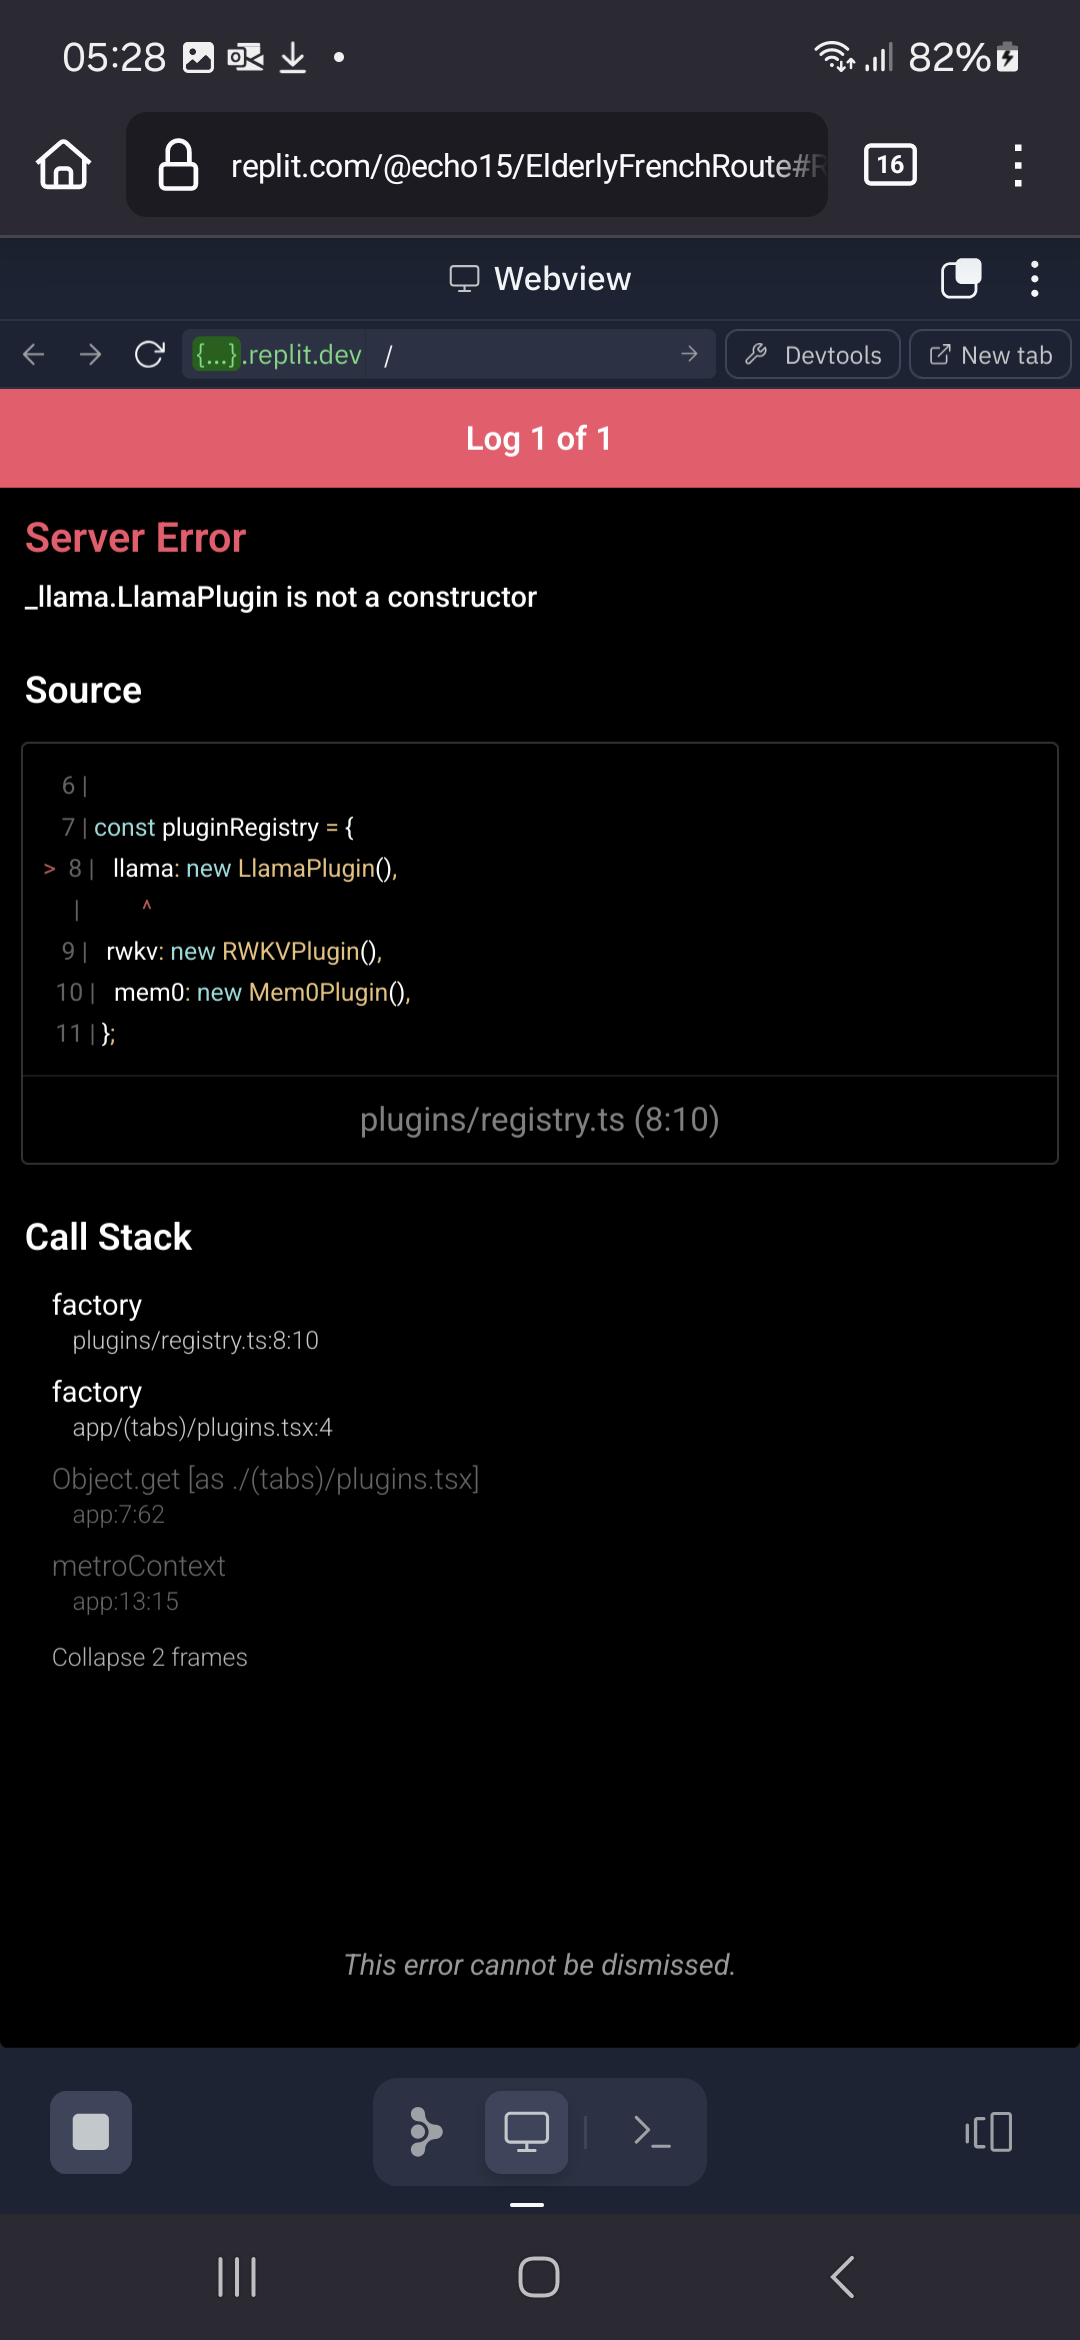 05:28
82%
replit.com/@echo15/ElderlyFrenchRoute#
16
Webview
{...}.replit.dev /
Devtools
New tab
Log 1 of 1
Server Error
_llama.LlamaPlugin is not a constructor
Source
6 |
7 | const pluginRegistry = {
> 8 | llama: new LlamaPlugin(),
| ^
9 | rwkv: new RWKVPlugin(),
10 | mem0: new Mem0Plugin(),
11 | };
plugins/registry.ts (8:10)
Call Stack
factory
plugins/registry.ts:8:10
factory
app/(tabs)/plugins.tsx:4
Object.get [as ./(tabs)/plugins.tsx]
app:7:62
metroContext
app:13:15
Collapse 2 frames
This error cannot be dismissed.